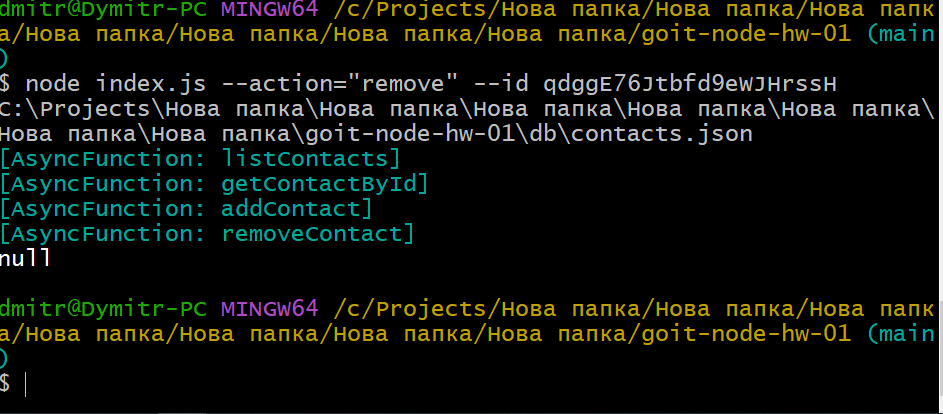 dmitr@Dymitr-PC MINGW64 /c/Projects/Нова папка/Нова папка/Нова папк
а/Нова папка/Нова папка/Нова папка/Нова папка/goit-node-hw-01 (main
)
$ node index.js --action="remove" --id qdggE76Jtbfd9eWJHrssH
C:\Projects\Нова папка\Нова папка\Нова папка\Нова папка\Нова папка\
Нова папка\Нова папка\goit-node-hw-01\db\contacts.json
[AsyncFunction: listContacts]
[AsyncFunction: getContactById]
[AsyncFunction: addContact]
[AsyncFunction: removeContact]
null
dmitr@Dymitr-PC MINGW64 /c/Projects/Нова папка/Нова папка/Нова папк
а/Нова папка/Нова папка/Нова папка/Нова папка/goit-node-hw-01 (main
)
$